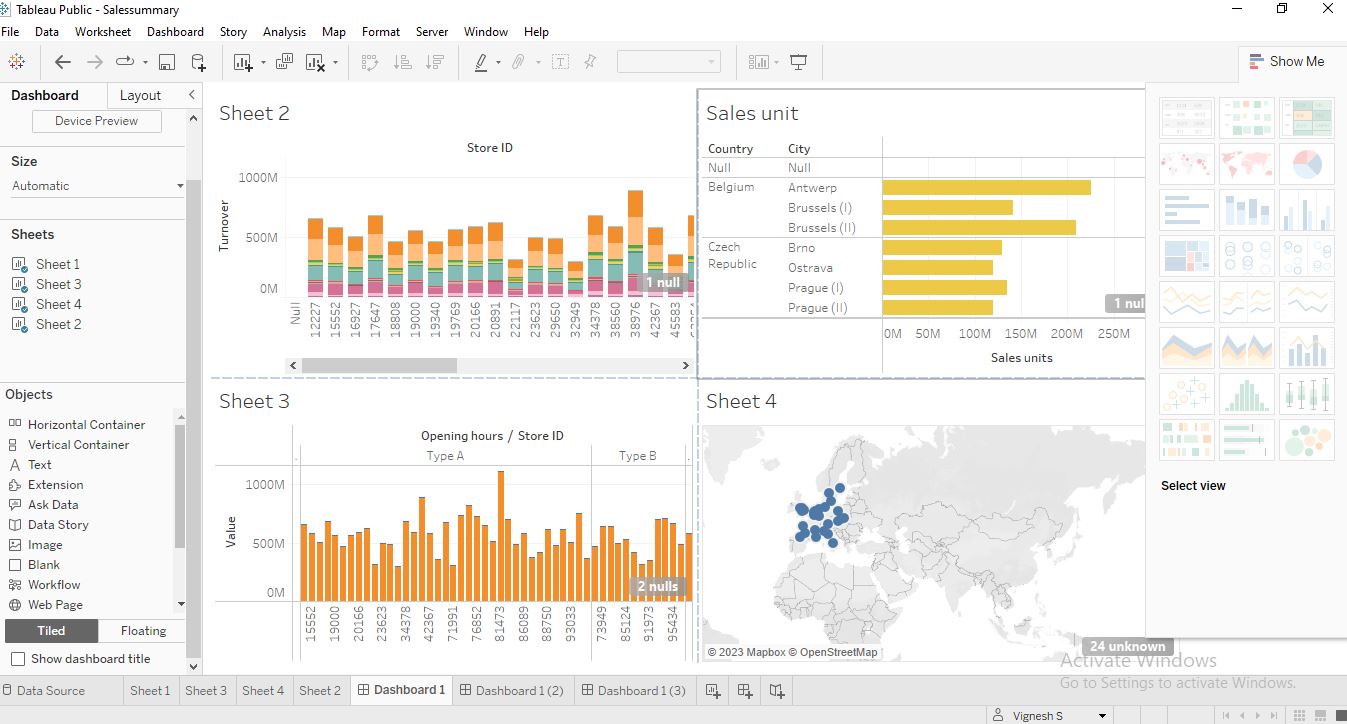 Tableau Public - Salessummary
File Data Worksheet Dashboard Story Analysis Map Format Server Window Help
Show Me
Dashboard Layout
Device Preview
Size
Automatic
Sheets
Sheet 1
Sheet 3
Sheet 4
Sheet 2
Objects
Horizontal Container
Vertical Container
Text
Extension
Ask Data
Data Story
Image
Blank
Workflow
Web Page
Tiled Floating
Show dashboard title
Sheet 2
Store ID
Turnover
1000M
500M
0M
1 null
Null 12227 15552 16927 17647 18808 19000 19340 19769 20166 20891 22117 23623 29650 32949 34378 38560 38976 42367 45583
Sales unit
Country City
Null Null
Belgium Antwerp
Brussels (I)
Brussels (II)
Czech Republic Brno
Ostrava
Prague (I)
Prague (II)
1 nul
0M 50M 100M 150M 200M 250M
Sales units
Sheet 3
Opening hours / Store ID
Type A Type B
Value
1000M
500M
0M
2 nulls
15552 19000 20166 23623 34378 42367 71991 76852 81473 86089 88750 93033 73949 85124 91973 95434
Sheet 4
© 2023 Mapbox © OpenStreetMap
24 unknown
Select view
Activate Windows
Go to Settings to activate Windows.
Data Source Sheet 1 Sheet 3 Sheet 4 Sheet 2 Dashboard 1 Dashboard 1 (2) Dashboard 1 (3)
Vignesh S